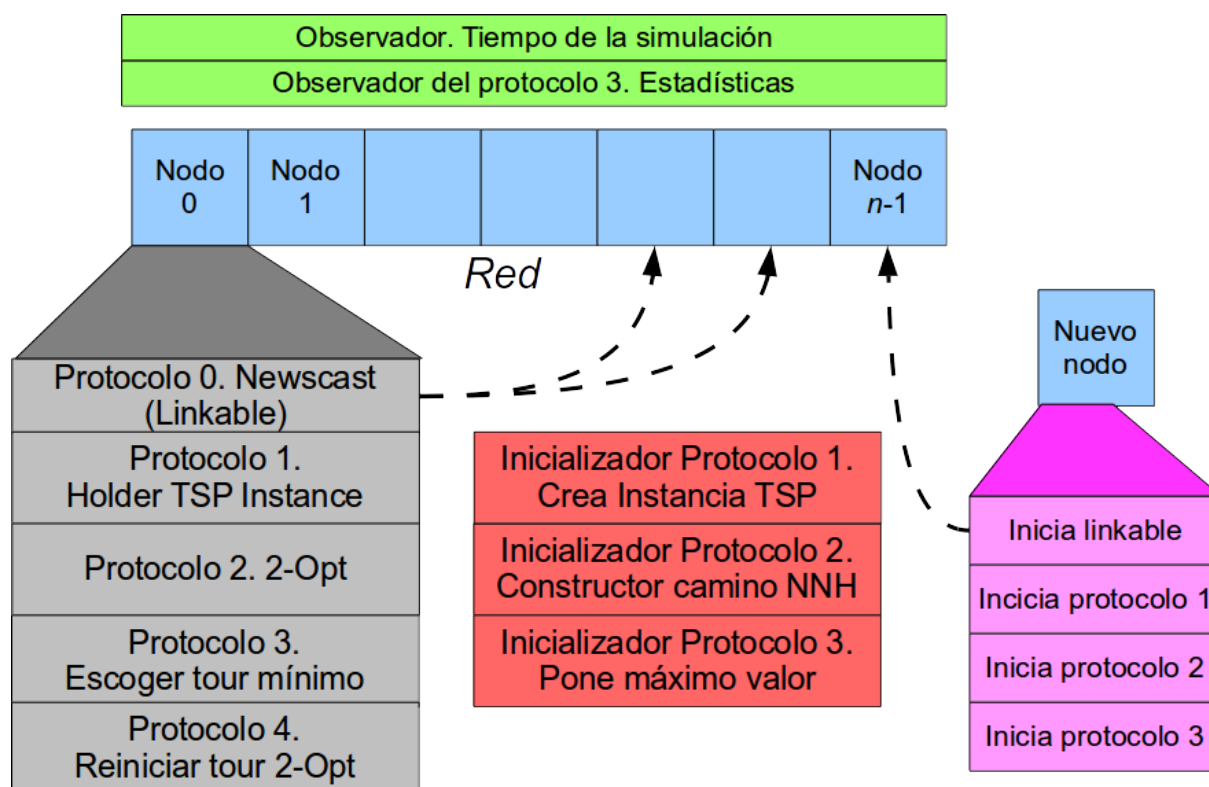 Observador. Tiempo de la simulación
Observador del protocolo 3. Estadísticas
Nodo
0
Nodo
1
Nodo
n-1
Red
Nuevo
nodo
Protocolo 0. Newscast
(Linkable)
Protocolo 1.
Holder TSP Instance
Protocolo 2. 2-Opt
Protocolo 3.
Escoger tour mínimo
Protocolo 4.
Reiniciar tour 2-Opt
Inicializador Protocolo 1.
Crea Instancia TSP
Inicializador Protocolo 2.
Constructor camino NNH
Inicializador Protocolo 3.
Pone máximo valor
Inicia linkable
Incicia protocolo 1
Inicia protocolo 2
Inicia protocolo 3